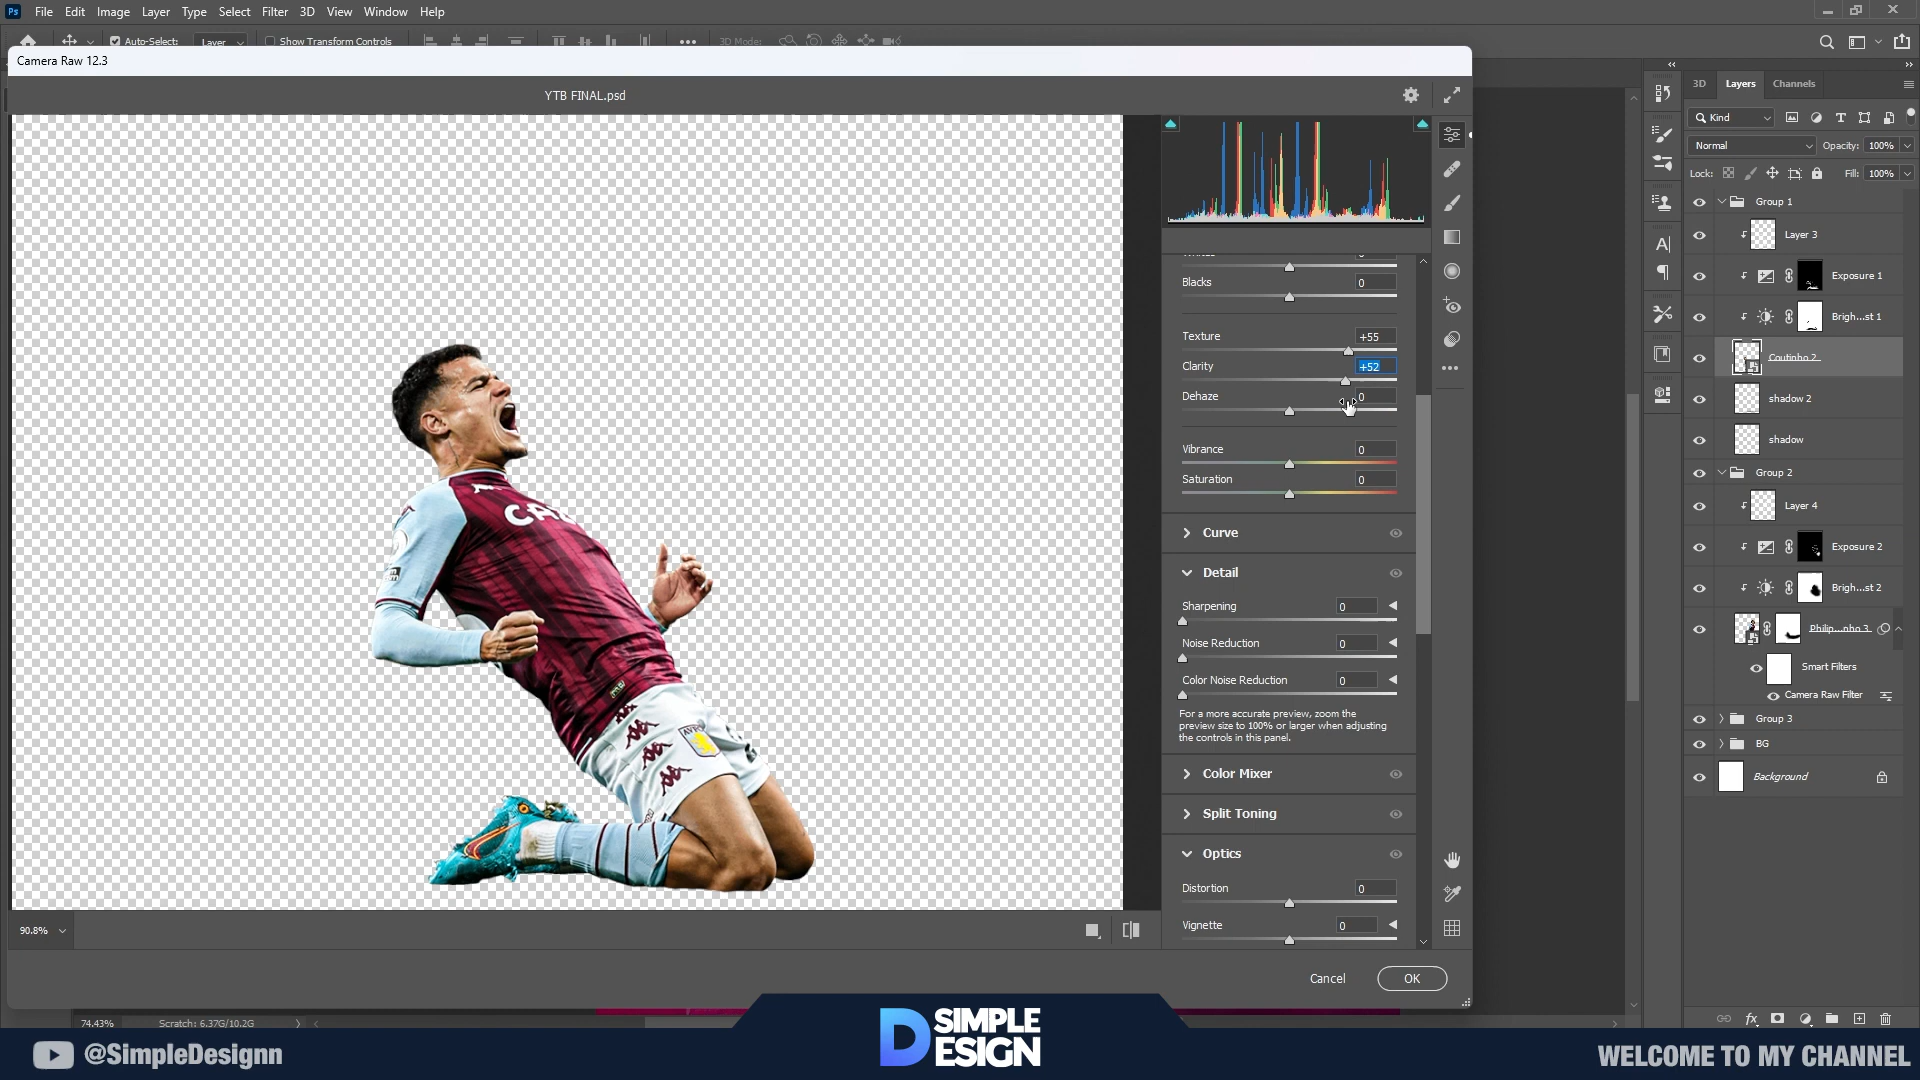 Ps File Edit Image Layer Type Select Filter 3D View Window Help
Auto-Select: Layer Show Transform Controls 3D Mode:
Camera Raw 12.3
YTB FINAL.psd
Blacks 0
Texture +55
Clarity +52
Dehaze 0
Vibrance 0
Saturation 0
Curve
Detail
Sharpening 0
Noise Reduction 0
Color Noise Reduction 0
For a more accurate preview, zoom the
preview size to 100% or larger when adjusting
the controls in this panel.
Color Mixer
Split Toning
Optics
Distortion 0
Vignette 0
90.8%
Cancel OK
3D Layers Channels
Kind
Normal Opacity: 100%
Lock: Fill: 100%
Group 1
Layer 3
Exposure 1
Brigh...st 1
Coutinho 2
shadow 2
shadow
Group 2
Layer 4
Exposure 2
Brigh...st 2
Philip...nho 3
Smart Filters
Camera Raw Filter
Group 3
BG
Background
74.43% Scratch: 6.37G/10.2G
@SimpleDesignn
D SIMPLE
ESIGN
WELCOME TO MY CHANNEL